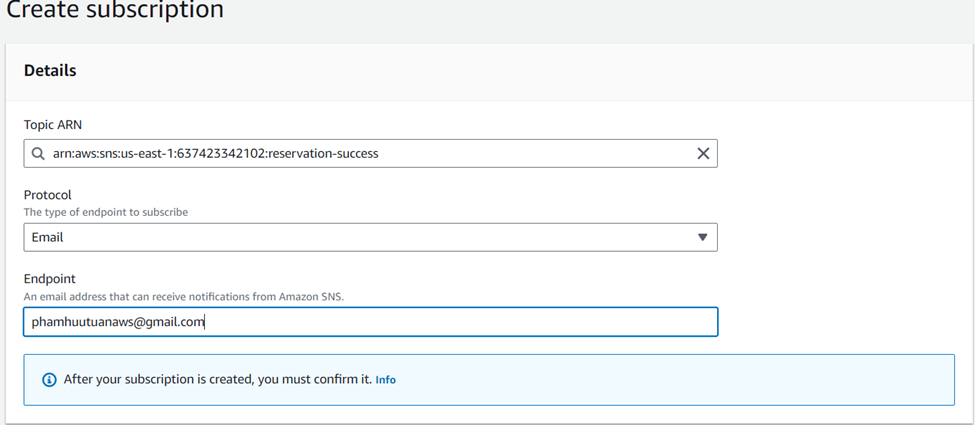 Create subscription
Details
Topic ARN
arn:aws:sns:us-east-1:637423342102:reservation-success
Protocol
The type of endpoint to subscribe
Email
Endpoint
An email address that can receive notifications from Amazon SNS.
phamhuutuanaws@gmail.com
After your subscription is created, you must confirm it. Info